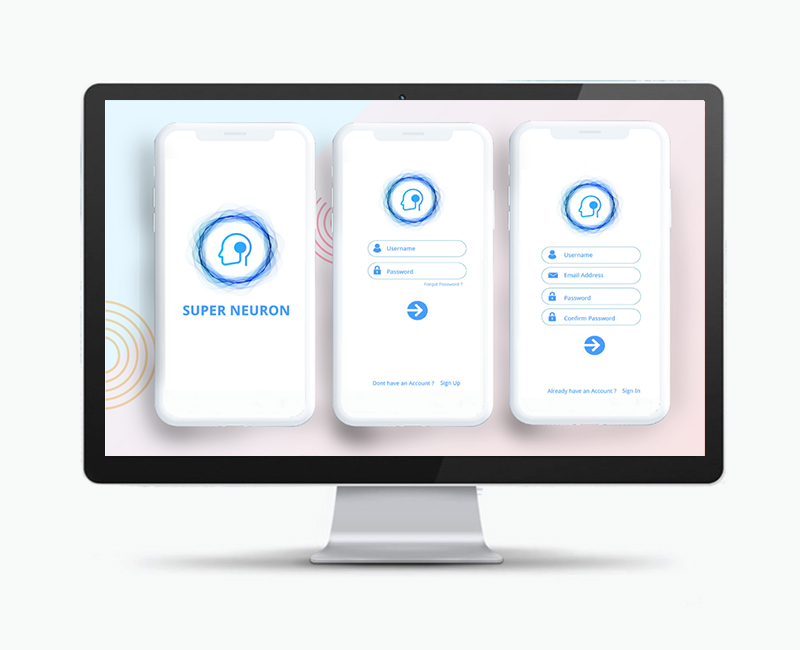 SUPER NEURON
Username
Password
Forgot Password ?
Dont have an Account ? Sign Up
Username
Email Address
Password
Confirm Password
Already have an Account ? Sign In